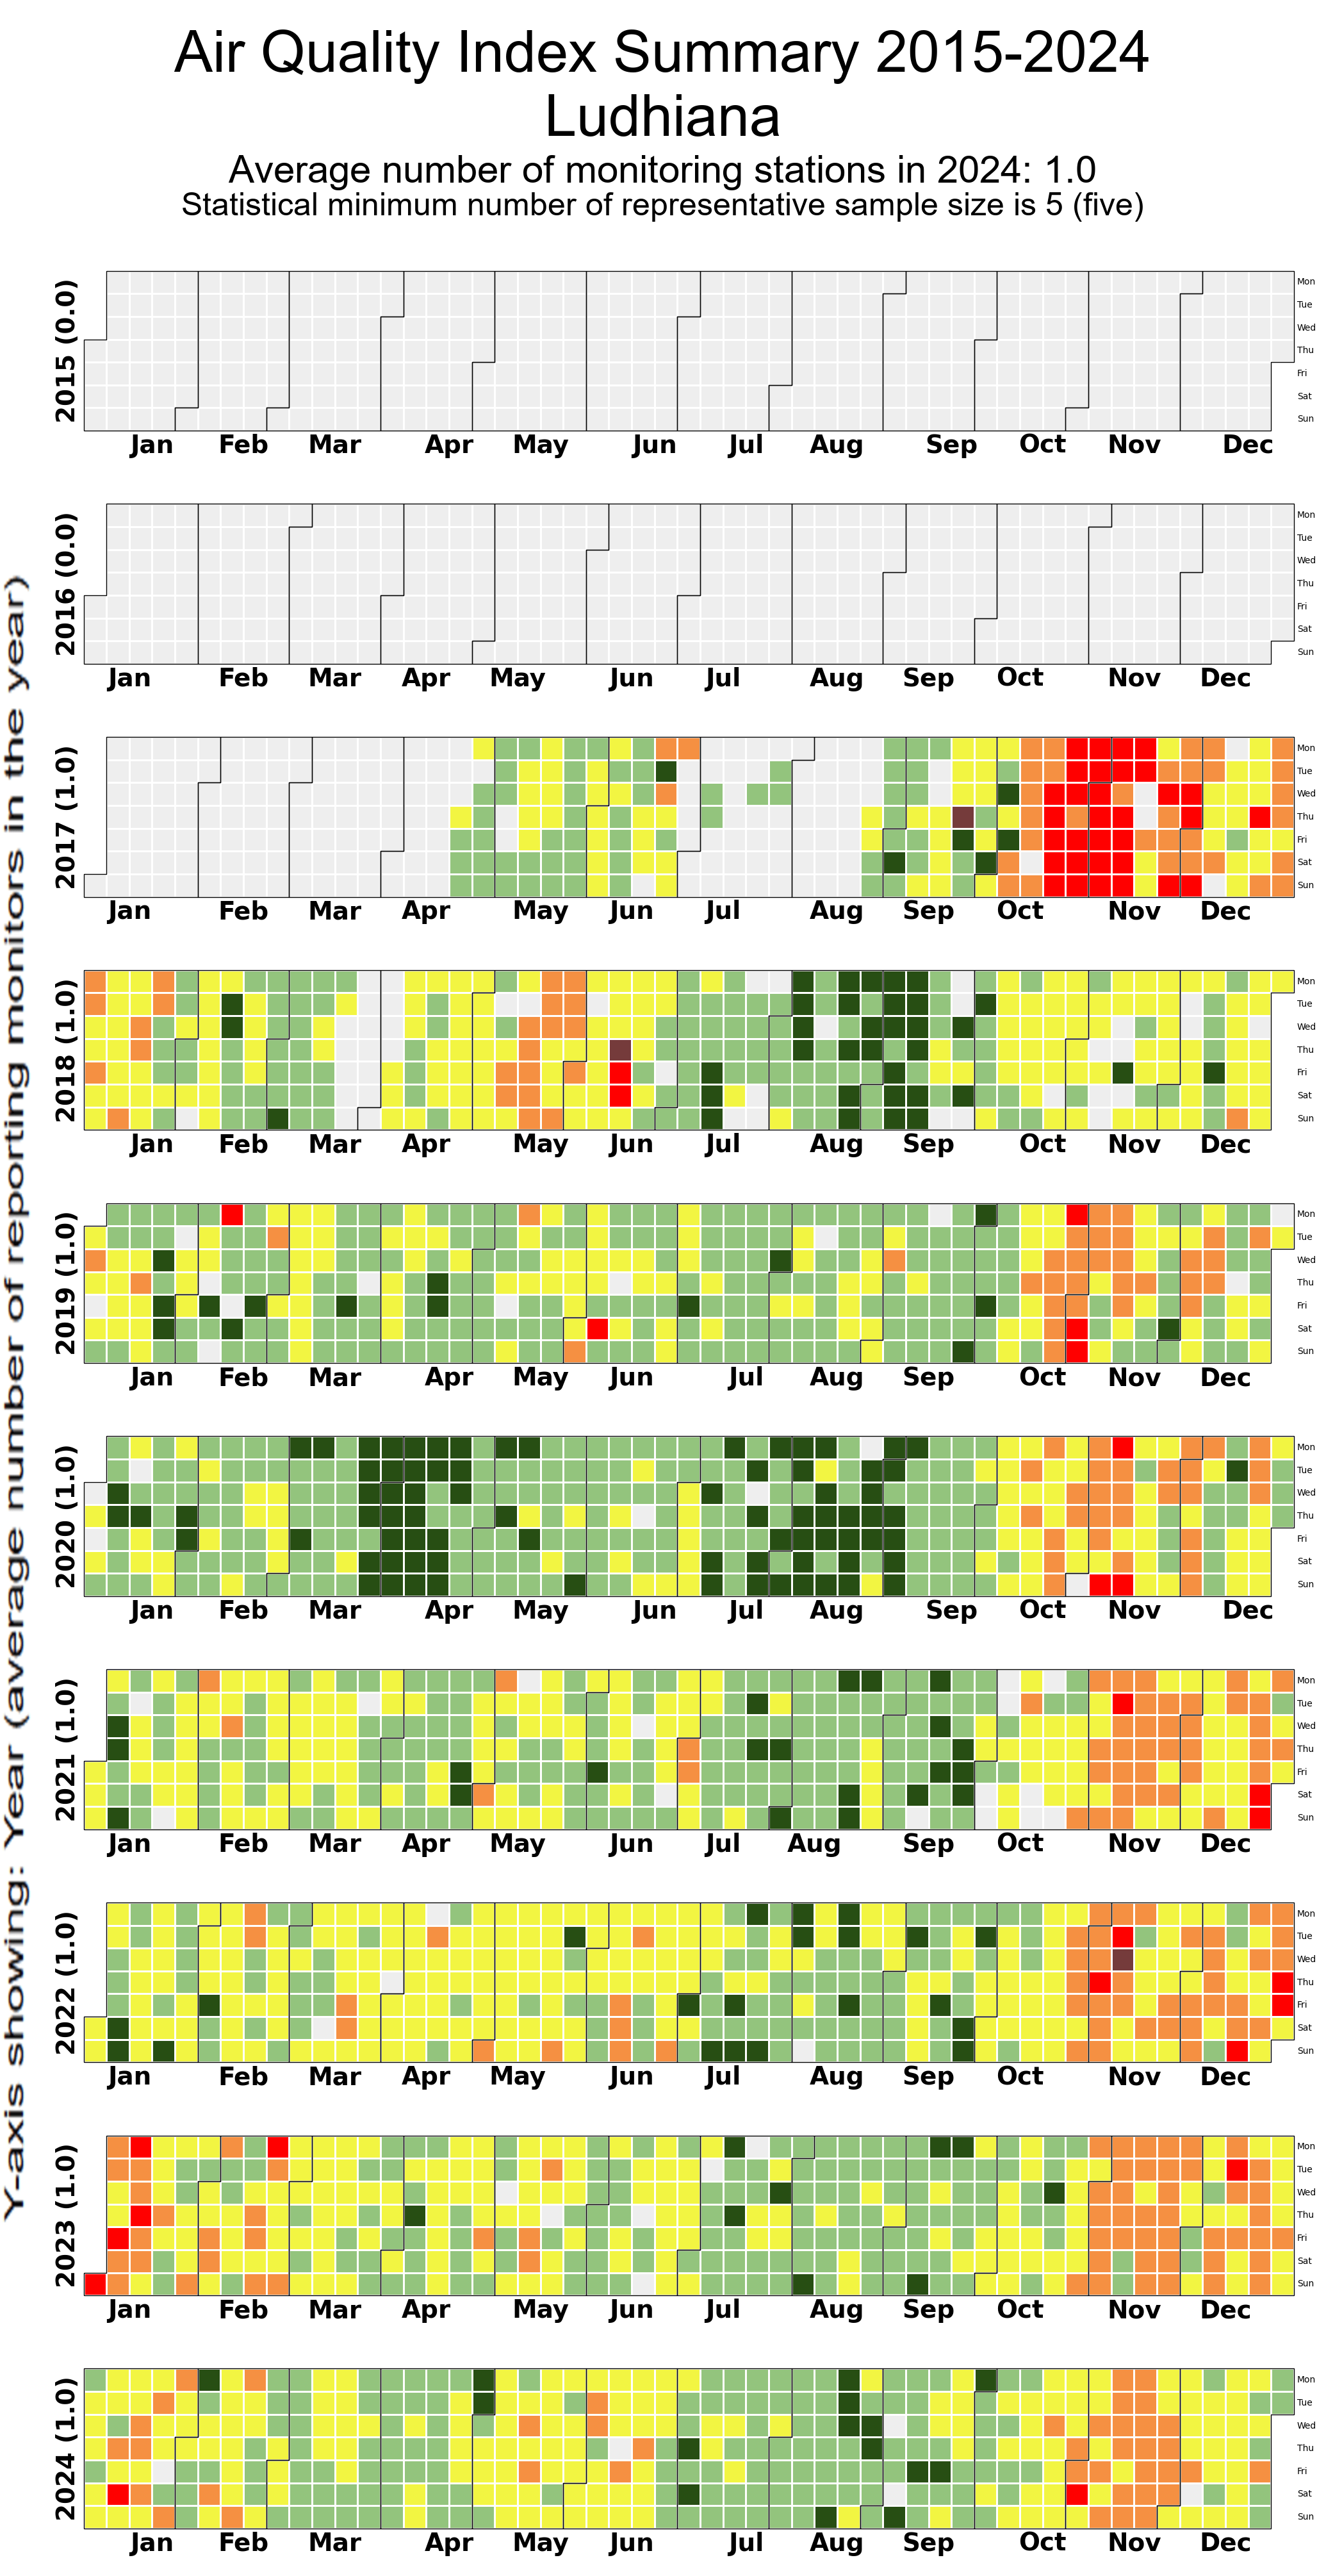 Air Quality Index Summary 2015-2024
Ludhiana
Average number of monitoring stations in 2024: 1.0
Statistical minimum number of representative sample size is 5 (five)
Y-axis showing: Year (average number of reporting monitors in the year)
2015 (0.0)
Mon
Tue
Wed
Thu
Fri
Sat
Sun
Jan Feb Mar Apr May Jun Jul Aug Sep Oct Nov Dec
2016 (0.0)
Mon
Tue
Wed
Thu
Fri
Sat
Sun
Jan Feb Mar Apr May Jun Jul Aug Sep Oct Nov Dec
2017 (1.0)
Mon
Tue
Wed
Thu
Fri
Sat
Sun
Jan Feb Mar Apr May Jun Jul Aug Sep Oct Nov Dec
2018 (1.0)
Mon
Tue
Wed
Thu
Fri
Sat
Sun
Jan Feb Mar Apr May Jun Jul Aug Sep Oct Nov Dec
2019 (1.0)
Mon
Tue
Wed
Thu
Fri
Sat
Sun
Jan Feb Mar Apr May Jun Jul Aug Sep Oct Nov Dec
2020 (1.0)
Mon
Tue
Wed
Thu
Fri
Sat
Sun
Jan Feb Mar Apr May Jun Jul Aug Sep Oct Nov Dec
2021 (1.0)
Mon
Tue
Wed
Thu
Fri
Sat
Sun
Jan Feb Mar Apr May Jun Jul Aug Sep Oct Nov Dec
2022 (1.0)
Mon
Tue
Wed
Thu
Fri
Sat
Sun
Jan Feb Mar Apr May Jun Jul Aug Sep Oct Nov Dec
2023 (1.0)
Mon
Tue
Wed
Thu
Fri
Sat
Sun
Jan Feb Mar Apr May Jun Jul Aug Sep Oct Nov Dec
2024 (1.0)
Mon
Tue
Wed
Thu
Fri
Sat
Sun
Jan Feb Mar Apr May Jun Jul Aug Sep Oct Nov Dec